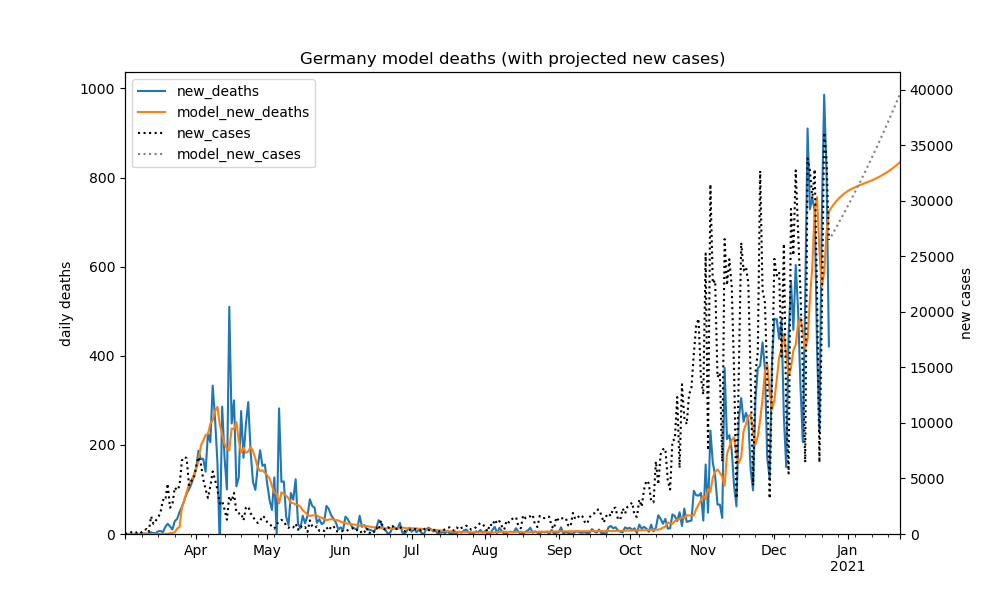 Germany model deaths (with projected new cases)
new_deaths
model_new_deaths
new_cases
model_new_cases
daily deaths
1000
800
600
400
200
0
new cases
40000
35000
30000
25000
20000
15000
10000
5000
0
Apr May Jun Jul Aug Sep Oct Nov Dec Jan
2021